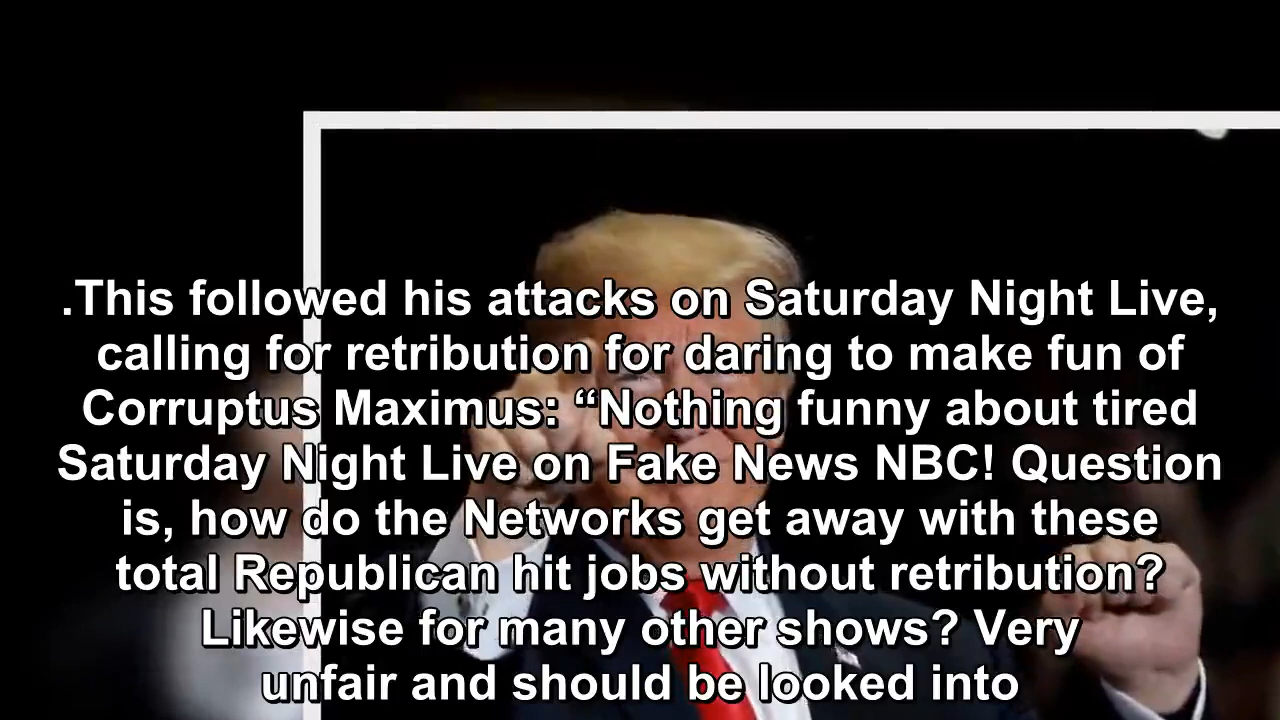 .This followed his attacks on Saturday Night Live,
calling for retribution for daring to make fun of
Corruptus Maximus: “Nothing funny about tired
Saturday Night Live on Fake News NBC! Question
is, how do the Networks get away with these
total Republican hit jobs without retribution?
Likewise for many other shows? Very
unfair and should be looked into